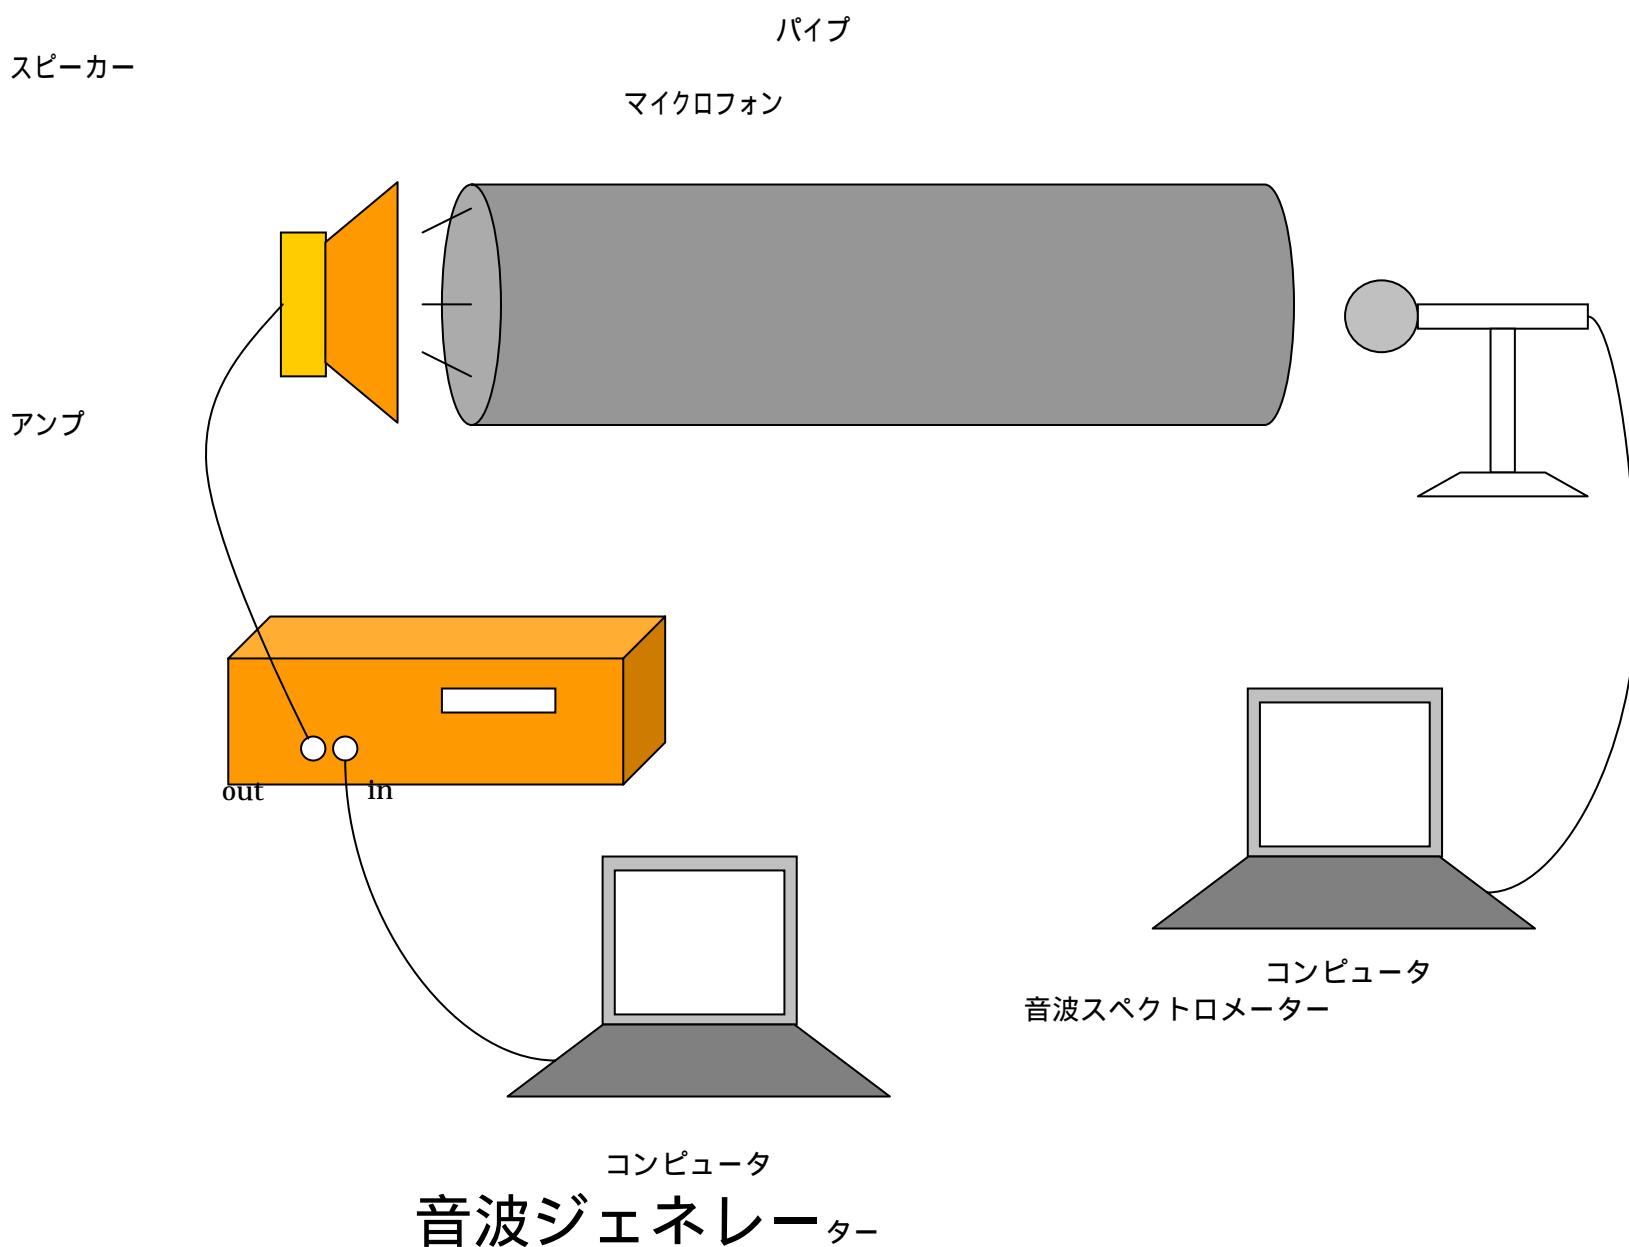 パイプ
スピーカー
マイクロフォン
アンプ
out
in
コンピュータ
音波スペクトロメーター
コンピュータ
音波ジェネレーター